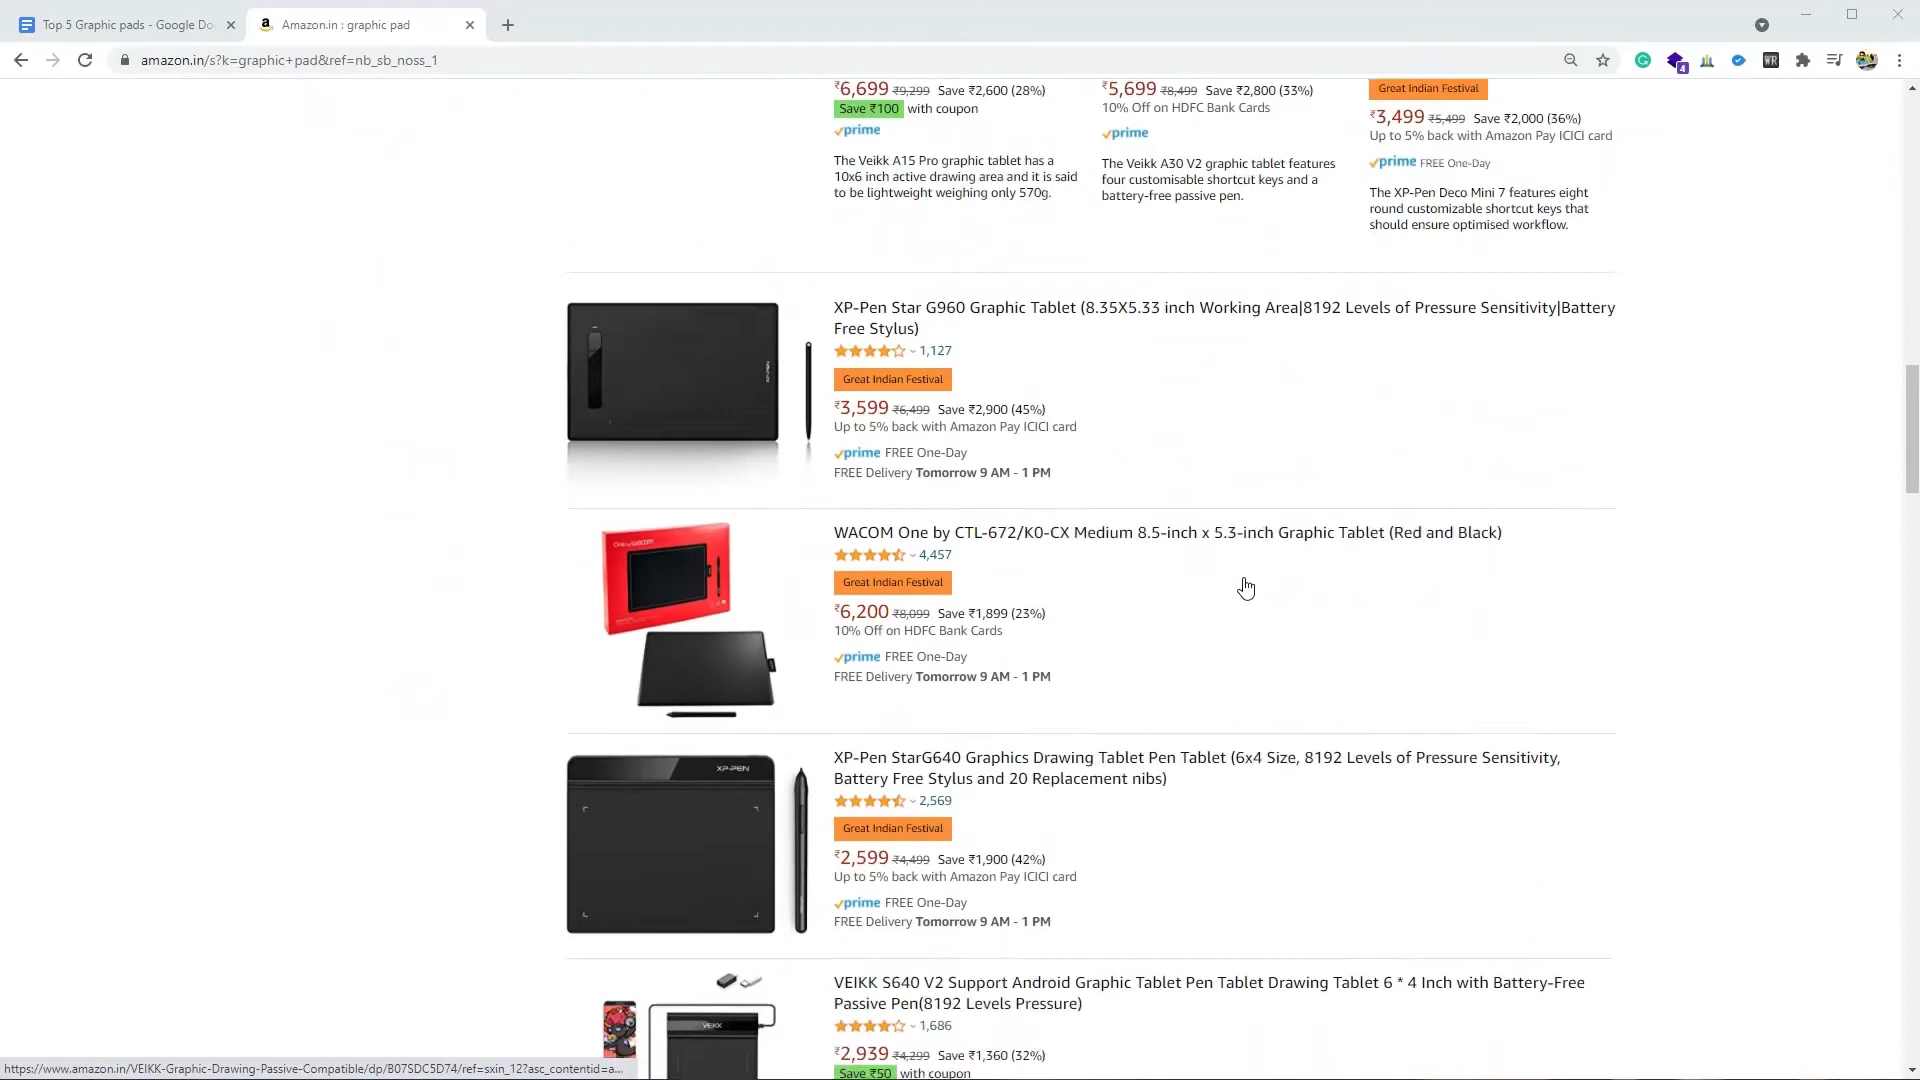 Top 5 Graphic pads - Google Do
Amazon.in : graphic pad
amazon.in/s?k=graphic+pad&ref=nb_sb_noss_1
4
WR
₹6,699 ₹9,299 Save ₹2,600 (28%)
Save ₹100 with coupon
prime
The Veikk A15 Pro graphic tablet has a
10x6 inch active drawing area and it is said
to be lightweight weighing only 570g.
₹5,699 ₹8,499 Save ₹2,800 (33%)
10% Off on HDFC Bank Cards
prime
The Veikk A30 V2 graphic tablet features
four customisable shortcut keys and a
battery-free passive pen.
Great Indian Festival
₹3,499 ₹5,499 Save ₹2,000 (36%)
Up to 5% back with Amazon Pay ICICI card
prime FREE One-Day
The XP-Pen Deco Mini 7 features eight
round customizable shortcut keys that
should ensure optimised workflow.
XP-Pen Star G960 Graphic Tablet (8.35X5.33 inch Working Area|8192 Levels of Pressure Sensitivity|Battery
Free Stylus)
1,127
Great Indian Festival
₹3,599 ₹6,499 Save ₹2,900 (45%)
Up to 5% back with Amazon Pay ICICI card
prime FREE One-Day
FREE Delivery Tomorrow 9 AM - 1 PM
One by wacom
WACOM One by CTL-672/K0-CX Medium 8.5-inch x 5.3-inch Graphic Tablet (Red and Black)
4,457
Great Indian Festival
₹6,200 ₹8,099 Save ₹1,899 (23%)
10% Off on HDFC Bank Cards
prime FREE One-Day
FREE Delivery Tomorrow 9 AM - 1 PM
XP-PEN
XP-Pen StarG640 Graphics Drawing Tablet Pen Tablet (6x4 Size, 8192 Levels of Pressure Sensitivity,
Battery Free Stylus and 20 Replacement nibs)
2,569
Great Indian Festival
₹2,599 ₹4,499 Save ₹1,900 (42%)
Up to 5% back with Amazon Pay ICICI card
prime FREE One-Day
FREE Delivery Tomorrow 9 AM - 1 PM
VEIKK
VEIKK S640 V2 Support Android Graphic Tablet Pen Tablet Drawing Tablet 6 * 4 Inch with Battery-Free
Passive Pen(8192 Levels Pressure)
1,686
₹2,939 ₹4,299 Save ₹1,360 (32%)
Save ₹50 with coupon
https://www.amazon.in/VEIKK-Graphic-Drawing-Passive-Compatible/dp/B07SDC5D74/ref=sxin_12?asc_contentid=a...